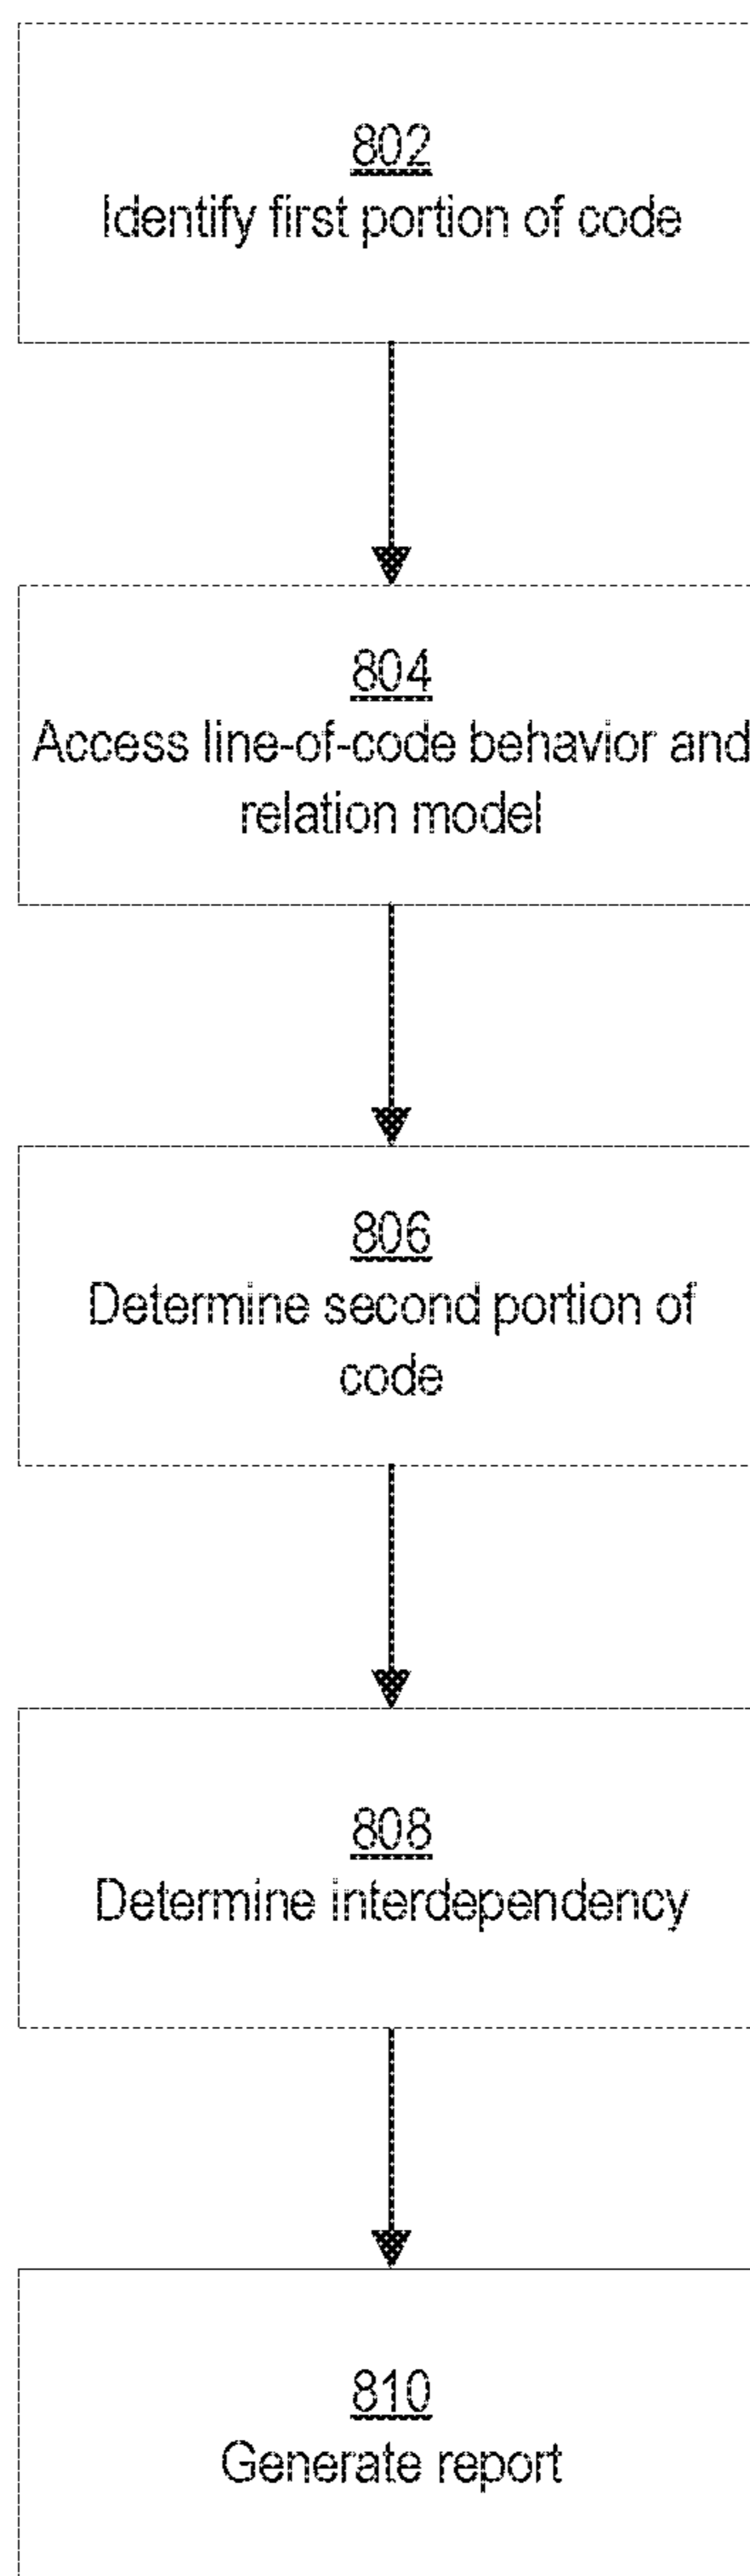 802
Identify first portion of code
804
Access line-of-code behavior and
relation model
806
Determine second portion of
code
808
Determine interdependency
810
Generate report